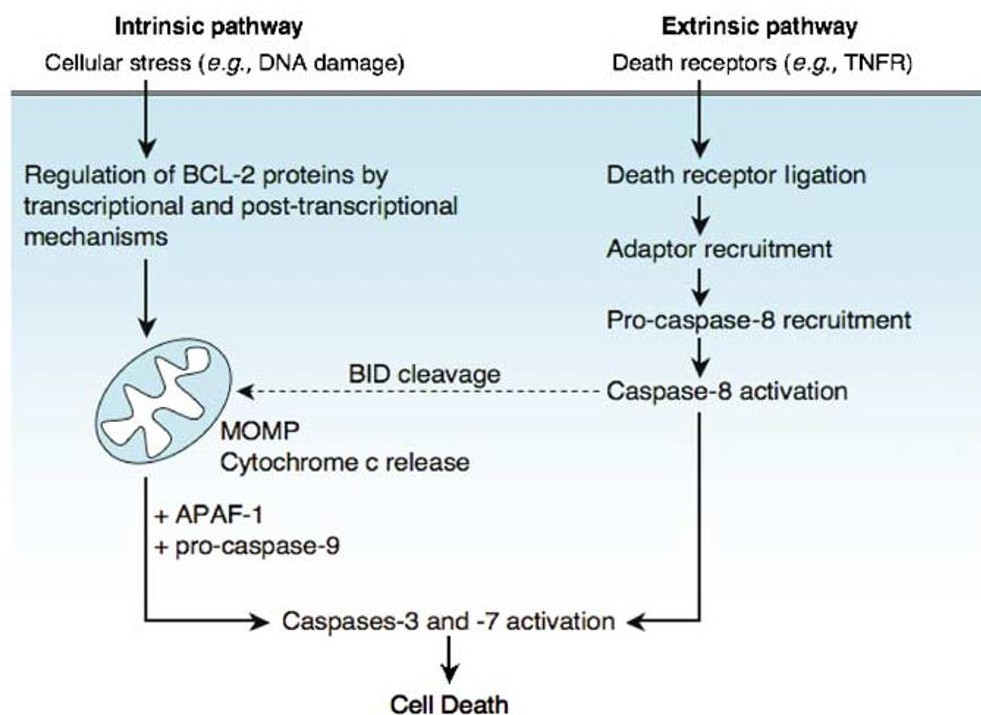 Intrinsic pathway
Cellular stress (e.g., DNA damage)
Extrinsic pathway
Death receptors (e.g., TNFR)
Regulation of BCL-2 proteins by
transcriptional and post-transcriptional
mechanisms
Death receptor ligation
Adaptor recruitment
Pro-caspase-8 recruitment
BID cleavage
Caspase-8 activation
MOMP
Cytochrome c release
+ APAF-1
+ pro-caspase-9
Caspases-3 and -7 activation
Cell Death